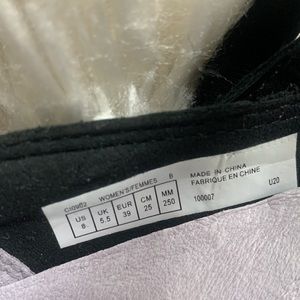 WOMEN'S/FEMMES B
US UK EUR CM MM
8 5.5 39 25 250
MADE IN CHINA
FABRIQUE EN CHINE
100007 U20